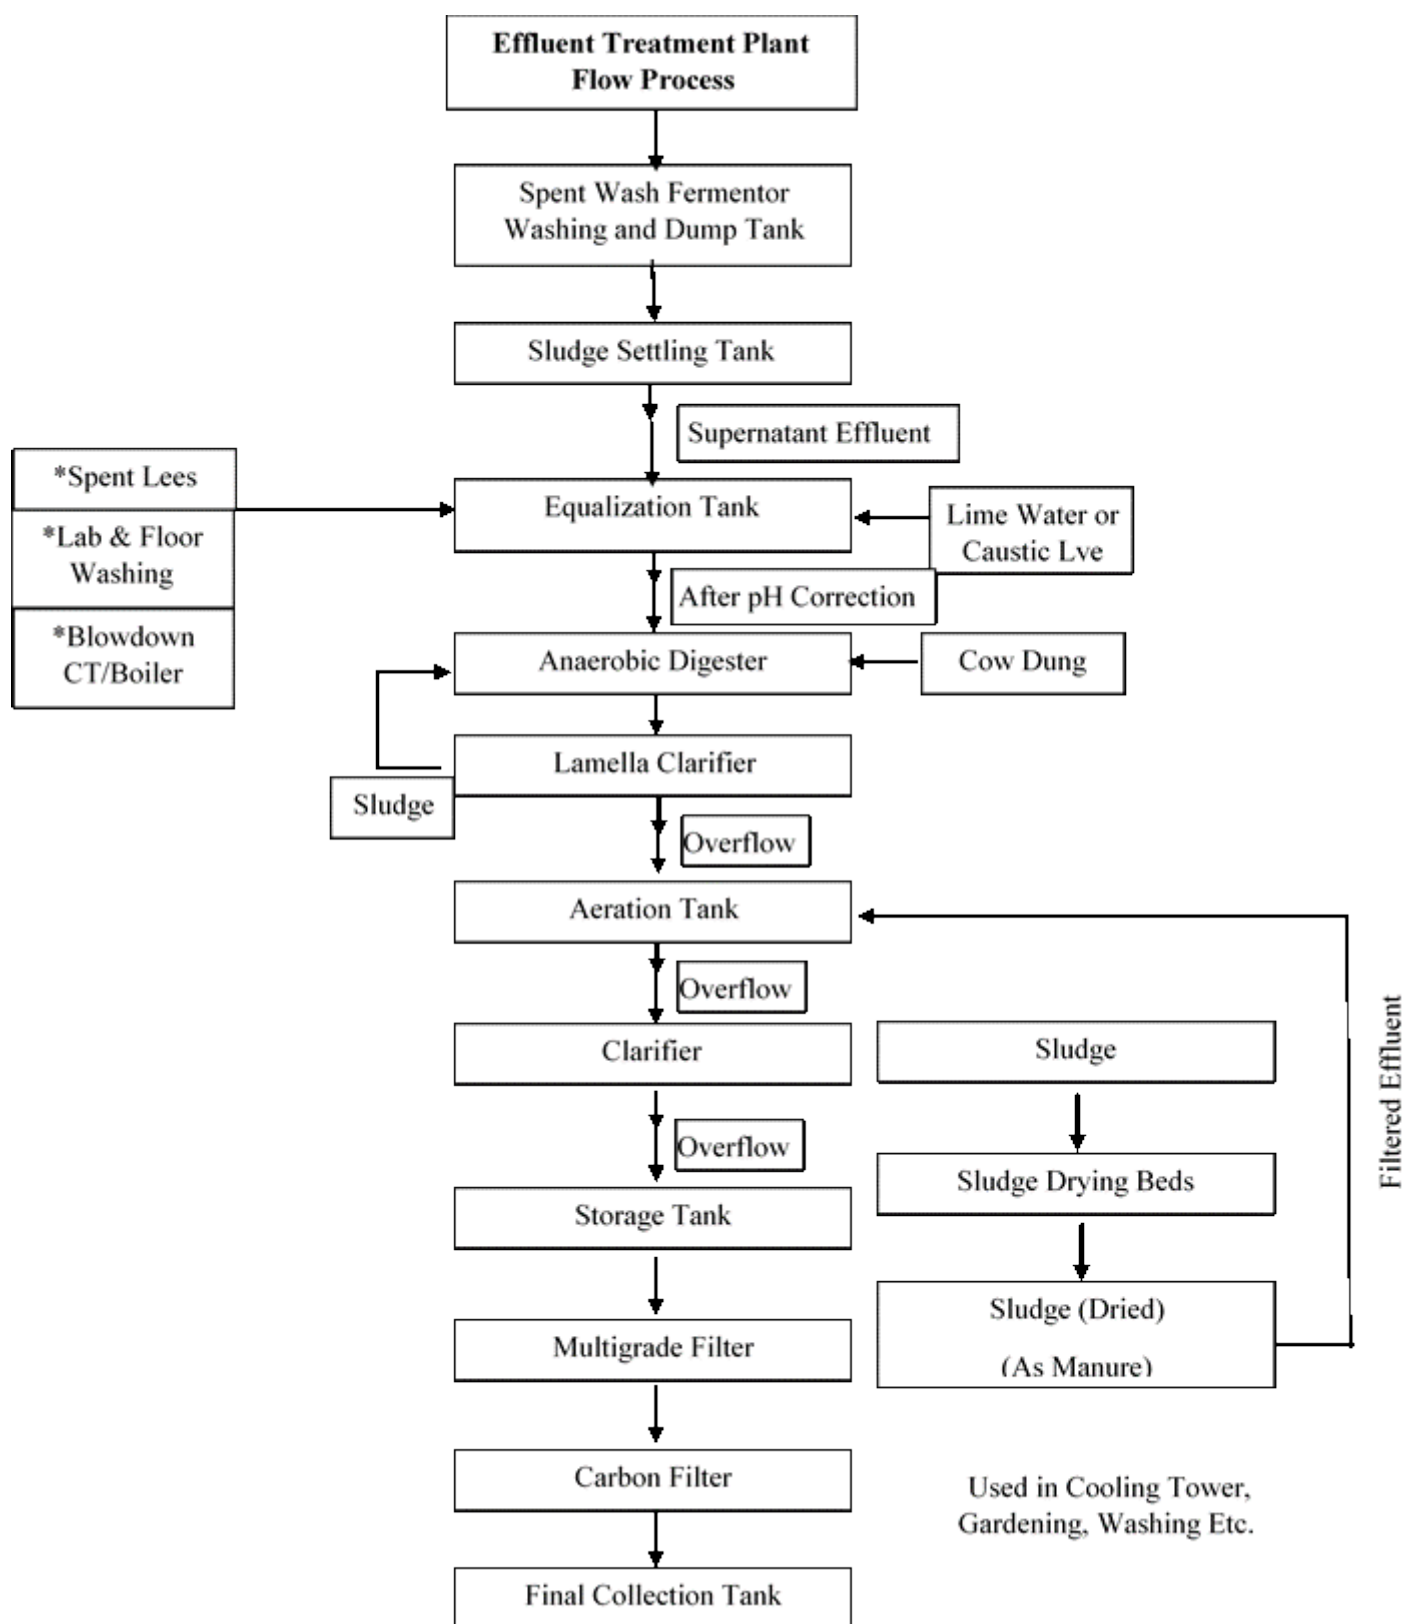 Effluent Treatment Plant
Flow Process
Spent Wash Fermentor
Washing and Dump Tank
Sludge Settling Tank
Supernatant Effluent
*Spent Lees
*Lab & Floor
Washing
*Blowdown
CT/Boiler
Equalization Tank
Lime Water or
Caustic Lve
After pH Correction
Anaerobic Digester
Cow Dung
Lamella Clarifier
Sludge
Overflow
Aeration Tank
Overflow
Clarifier
Overflow
Storage Tank
Multigrade Filter
Carbon Filter
Final Collection Tank
Sludge
Sludge Drying Beds
Sludge (Dried)
(As Manure)
Filtered Effluent
Used in Cooling Tower,
Gardening, Washing Etc.